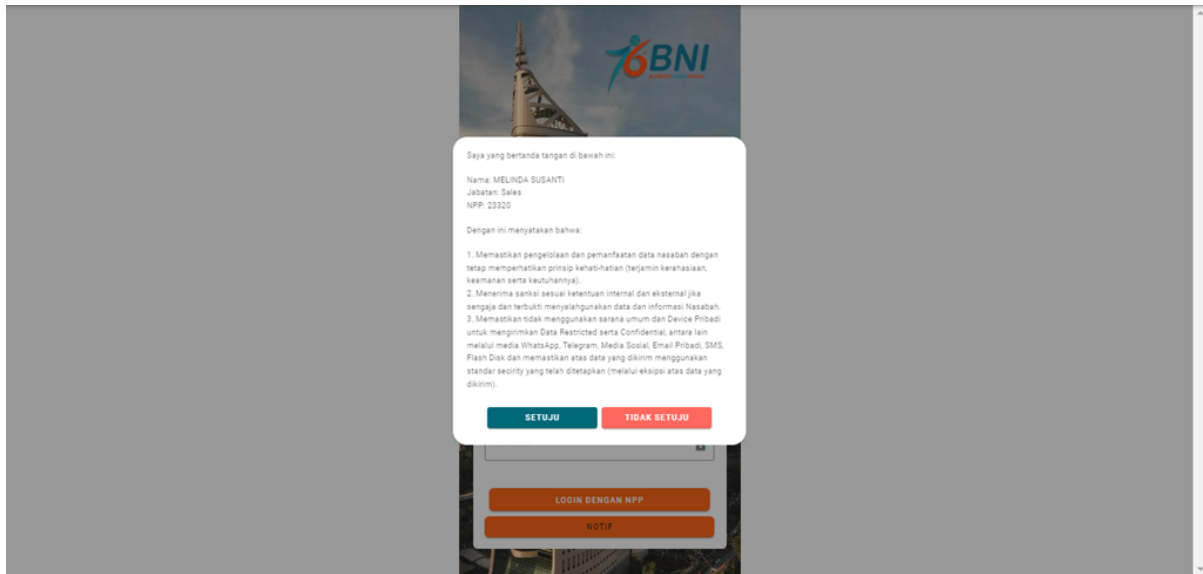 76 BNI
Saya yang bertanda tangan di bawah ini:
Nama: MELINDA SUSANTI
Jabatan: Sales
NPP: 23320
Dengan ini menyatakan bahwa:
1. Memastikan pengelolaan dan pemanfaatan data nasabah dengan
tetap memperhatikan prinsip kehati-hatian (terjamin kerahasiaan,
keamanan serta keutuhannya).
2. Menerima sanksi sesuai ketentuan internal dan eksternal jika
sengaja dan terbukti menyalahgunakan data dan informasi Nasabah.
3. Memastikan tidak menggunakan sarana umum dan Device Pribadi
untuk mengirimkan Data Restricted serta Confidential, antara lain
melalui media WhatsApp, Telegram, Media Sosial, Email Pribadi, SMS,
Flash Disk dan memastikan atas data yang dikirim menggunakan
standar secirity yang telah ditetapkan (melalui eksipsi atas data yang
dikirim).
SETUJU TIDAK SETUJU
LOGIN DENGAN NPP
NOTIF